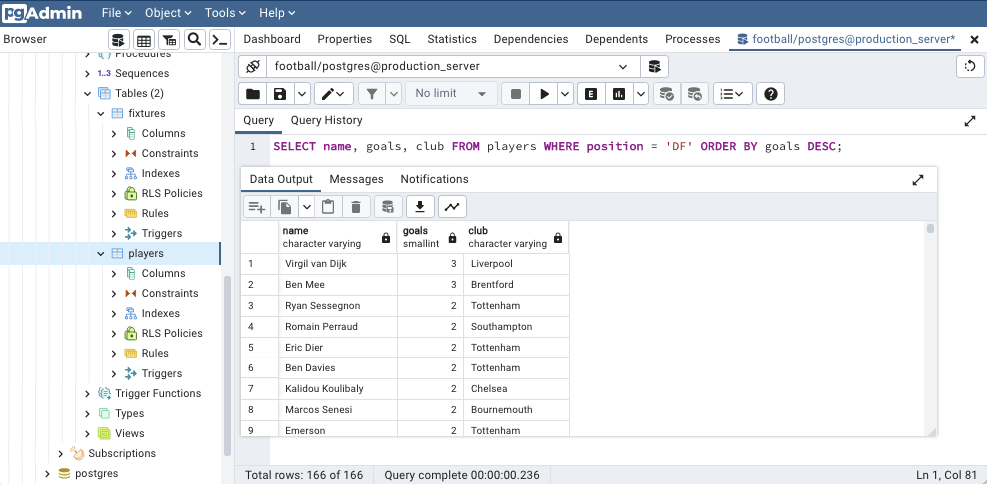 pgAdmin File Object Tools Help
Browser
Dashboard Properties SQL Statistics Dependencies Dependents Processes football/postgres@production_server*
Procedures
1..3 Sequences
Tables (2)
fixtures
Columns
Constraints
Indexes
RLS Policies
Rules
Triggers
players
Columns
Constraints
Indexes
RLS Policies
Rules
Triggers
Trigger Functions
Types
Views
Subscriptions
postgres
football/postgres@production_server
No limit
E
Query Query History
1 SELECT name, goals, club FROM players WHERE position = 'DF' ORDER BY goals DESC;
Data Output Messages Notifications
name goals club
character varying smallint character varying
1 Virgil van Dijk 3 Liverpool
2 Ben Mee 3 Brentford
3 Ryan Sessegnon 2 Tottenham
4 Romain Perraud 2 Southampton
5 Eric Dier 2 Tottenham
6 Ben Davies 2 Tottenham
7 Kalidou Koulibaly 2 Chelsea
8 Marcos Senesi 2 Bournemouth
9 Emerson 2 Tottenham
Total rows: 166 of 166 Query complete 00:00:00.236 Ln 1, Col 81